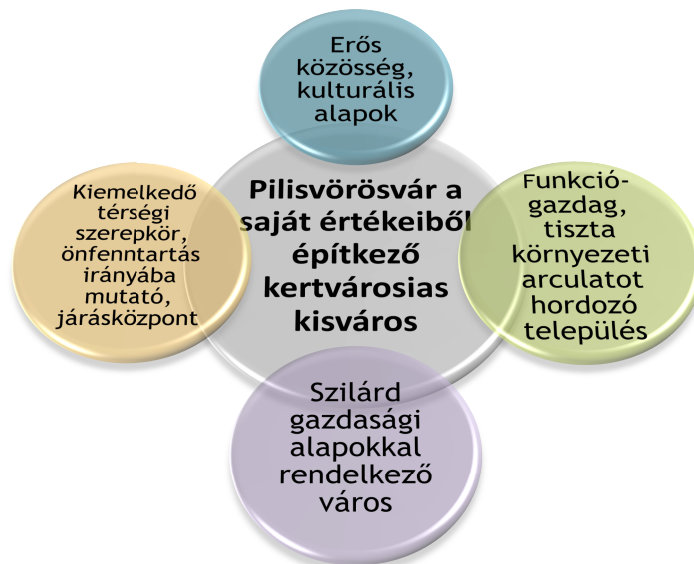 Erős
közösség,
kulturális
alapok
Kiemelkedő
térségi
szerepkör,
önfenntartás
irányába
mutató,
járásközpont
Pilisvörösvár a
saját értékeiből
építkező
kertvárosias
kisváros
Funkció-
gazdag,
tiszta
környezeti
arculatot
hordozó
település
Szilárd
gazdasági
alapokkal
rendelkező
város